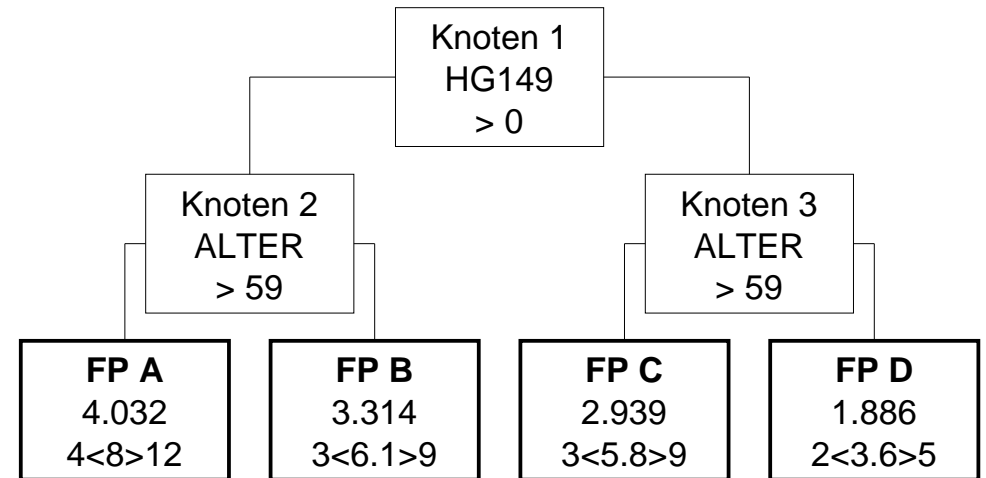 Knoten 1
HG149
> 0
Knoten 2
ALTER
> 59
Knoten 3
ALTER
> 59
FP A
4.032
4<8>12
FP B
3.314
3<6.1>9
FP C
2.939
3<5.8>9
FP D
1.886
2<3.6>5